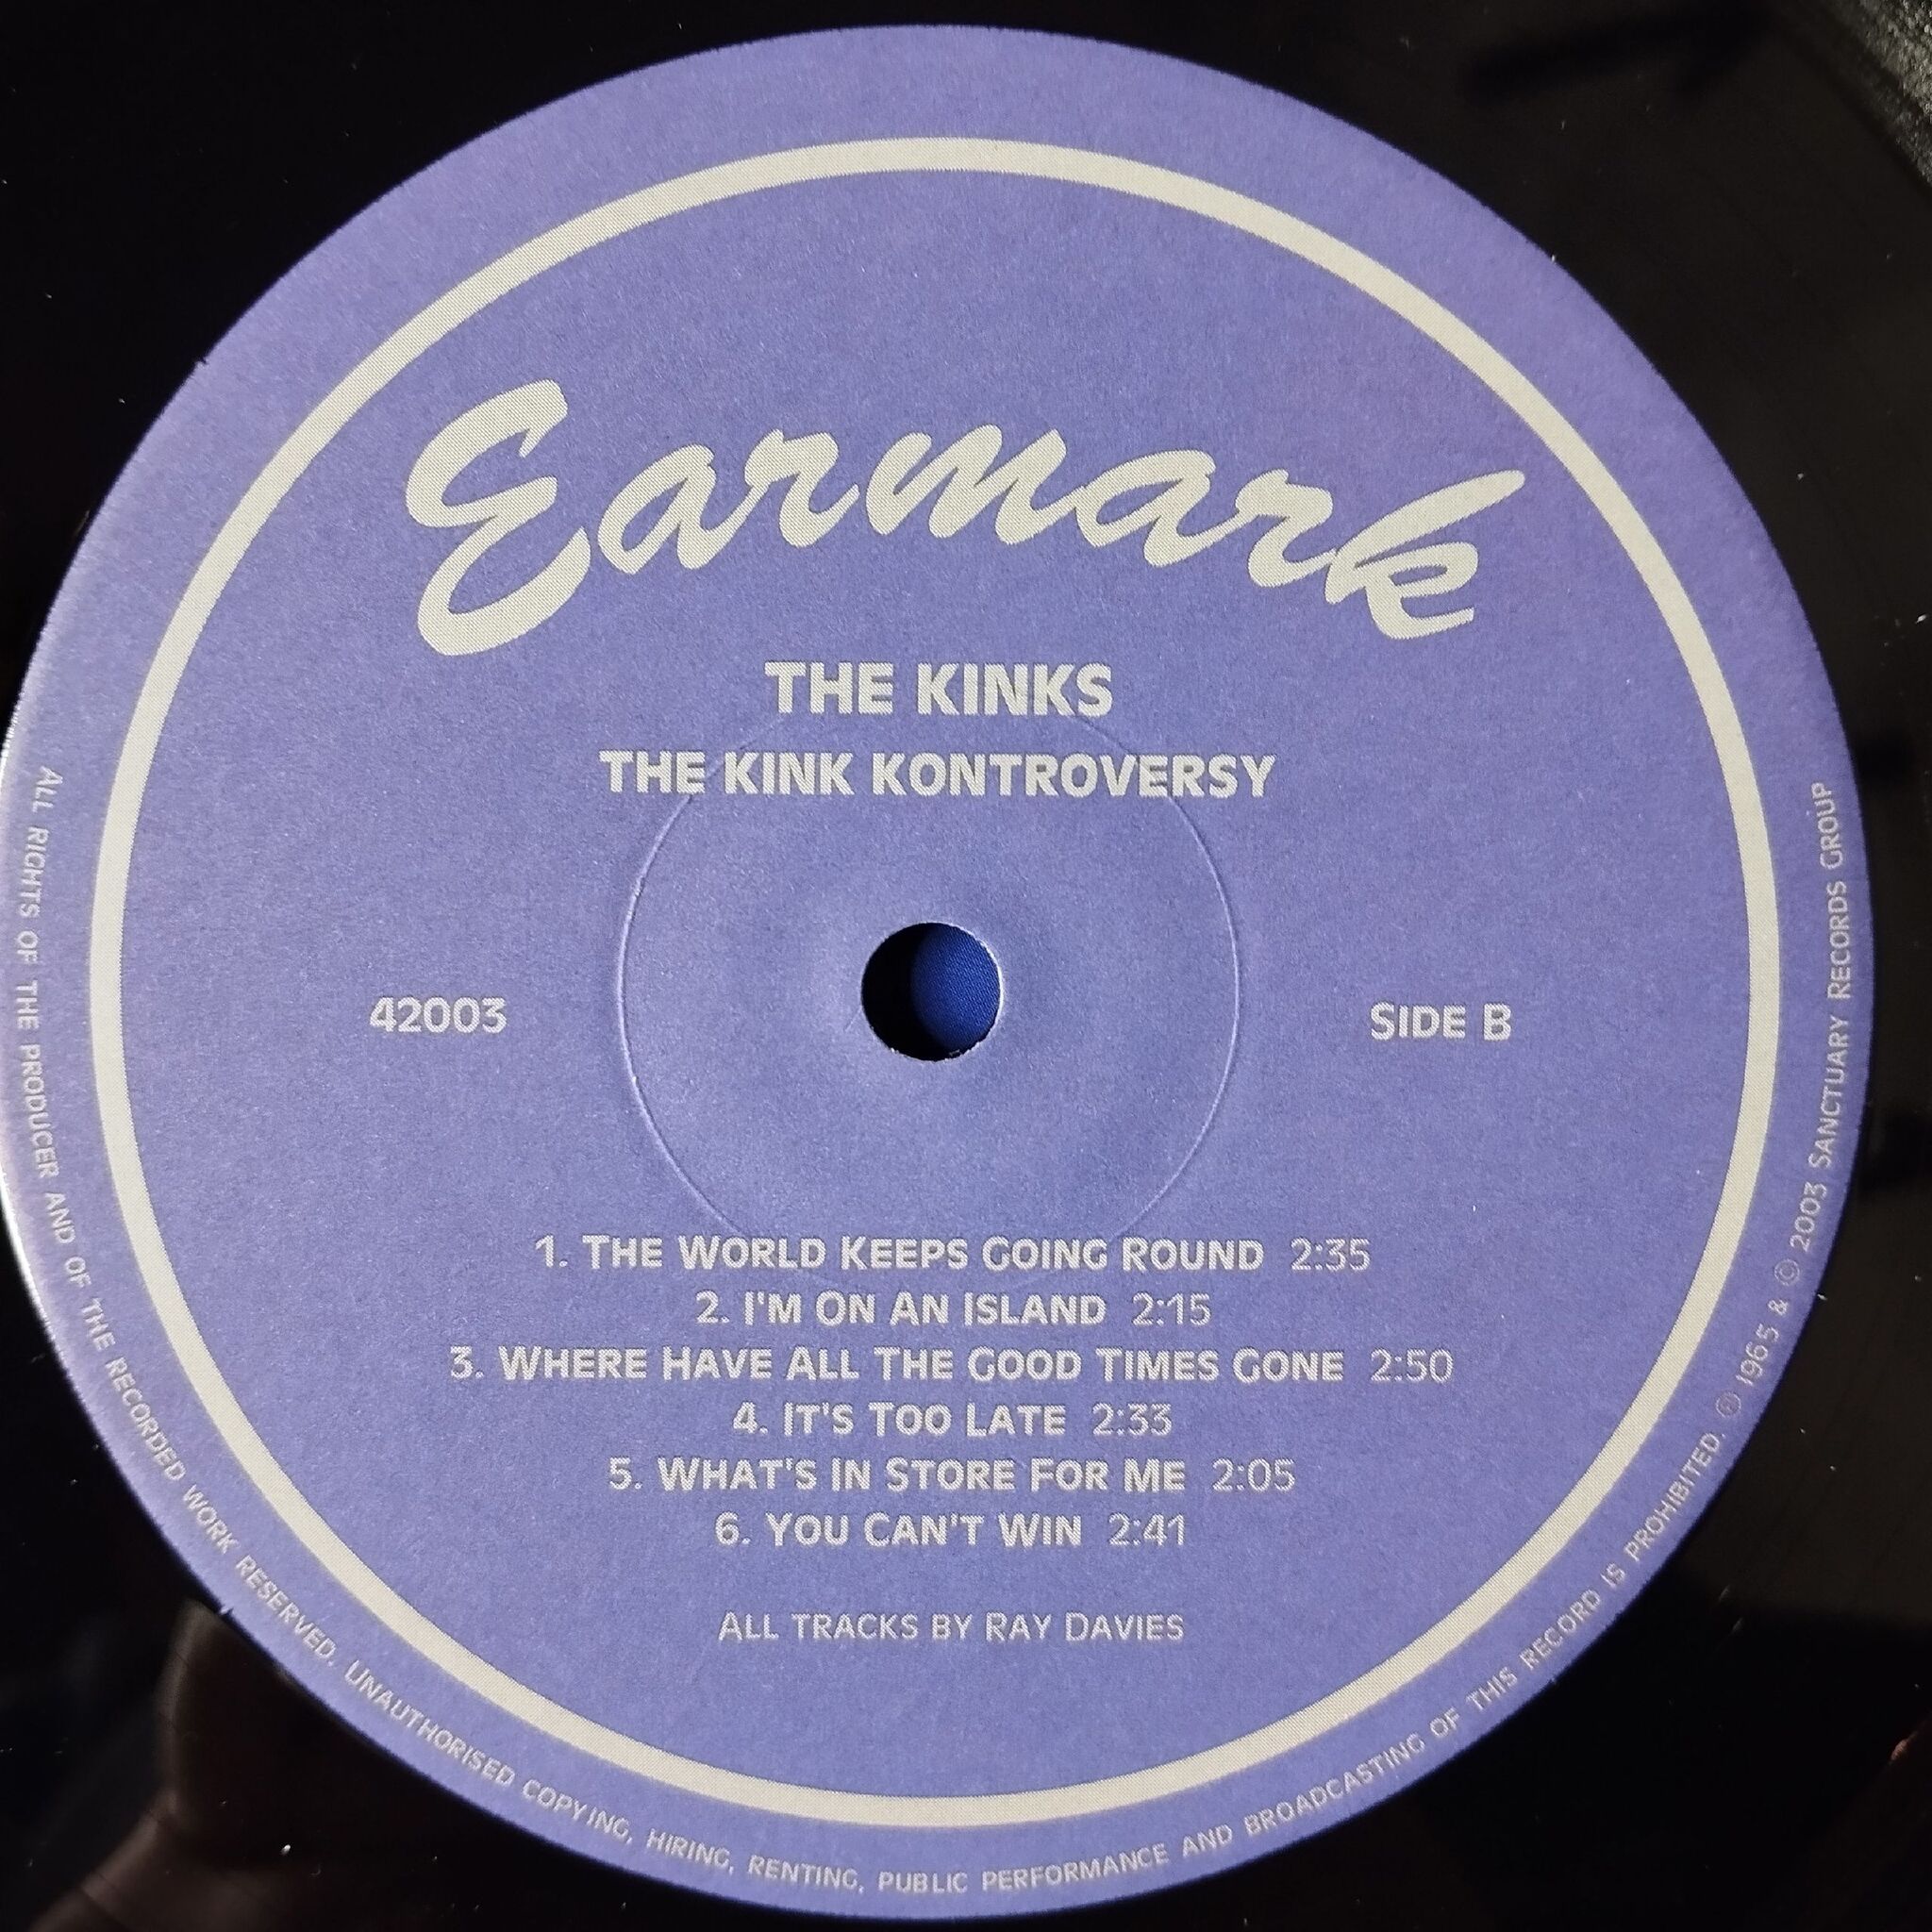 Earmark
THE KINKS
THE KINK KONTROVERSY
42003
SIDE B
1. THE WORLD KEEPS GOING ROUND 2:35
2. I'M ON AN ISLAND 2:15
3. WHERE HAVE ALL THE GOOD TIMES GONE 2:50
4. IT'S TOO LATE 2:33
5. WHAT'S IN STORE FOR ME 2:05
6. YOU CAN'T WIN 2:41
ALL TRACKS BY RAY DAVIES
ALL RIGHTS OF THE PRODUCER AND OF THE RECORDED WORK RESERVED. UNAUTHORISED COPYING, HIRING, RENTING, PUBLIC PERFORMANCE AND BROADCASTING OF THIS RECORD IS PROHIBITED. ℗ 1965 & © 2003 SANCTUARY RECORDS GROUP